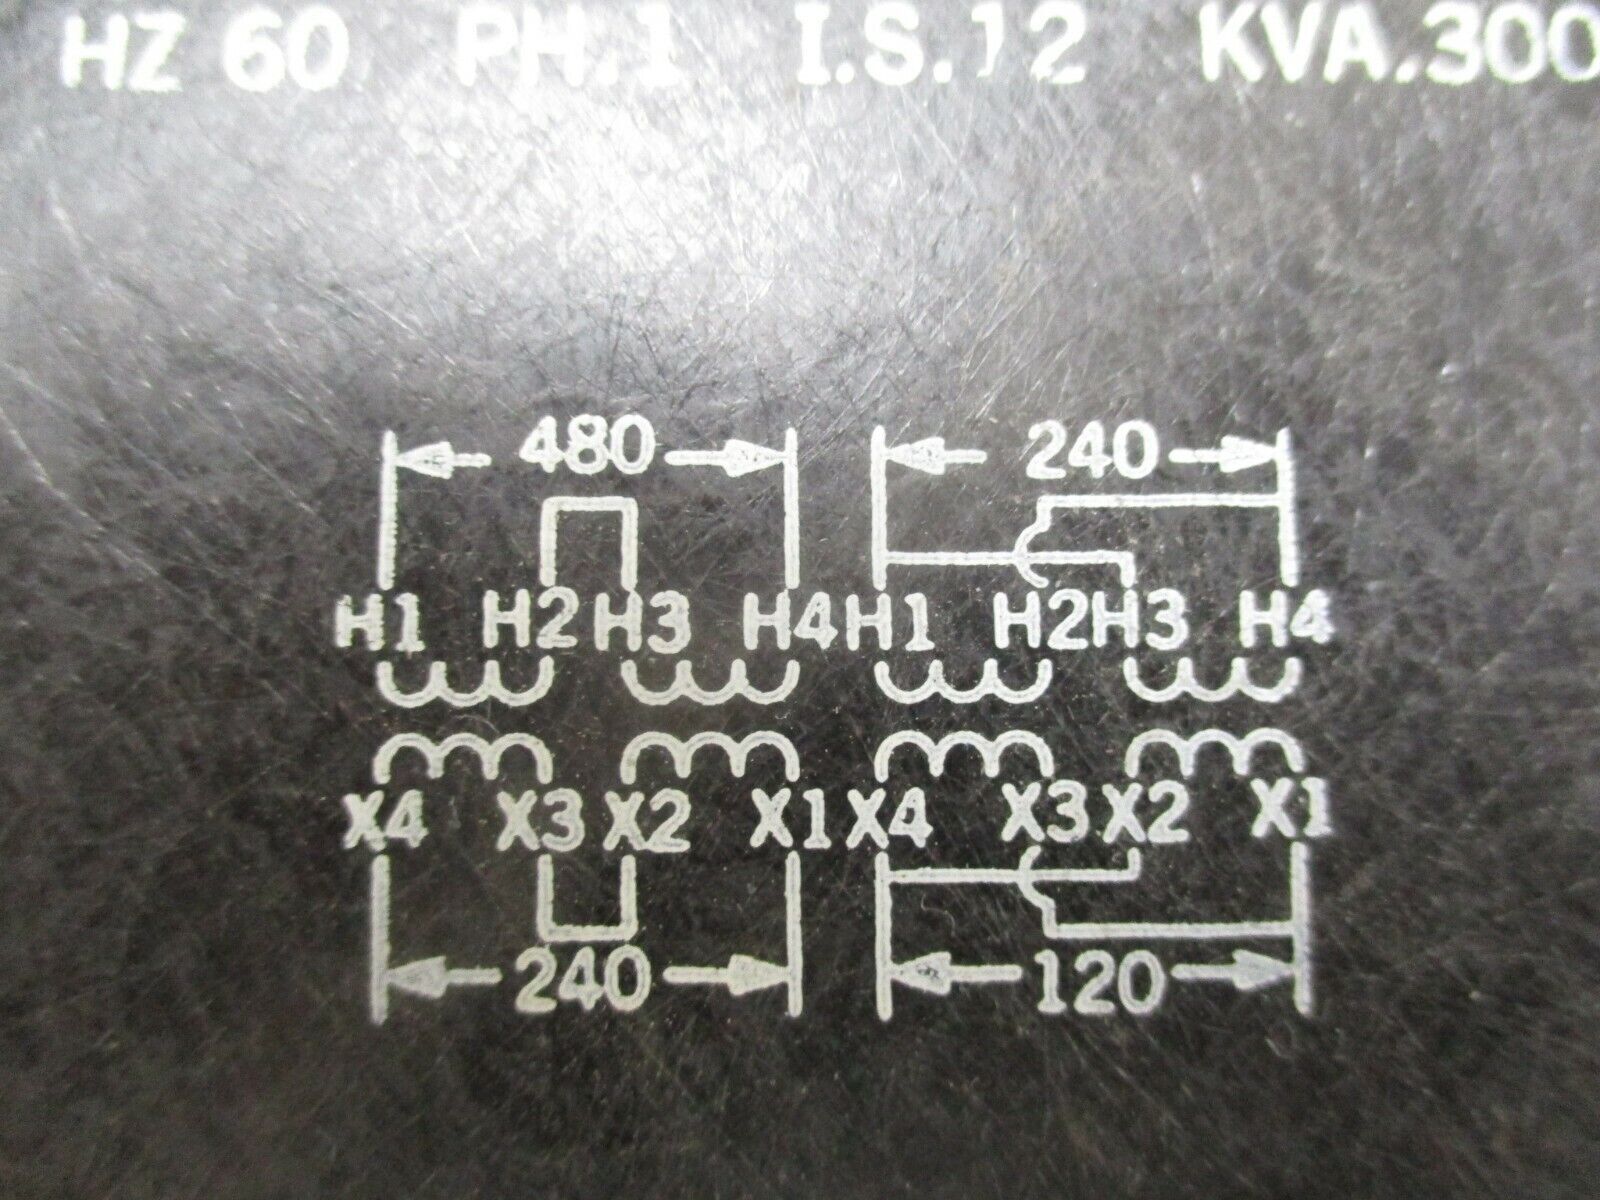 HZ 60 PH.1 I.S.12 KVA.300
480 240
H1 H2 H3 H4 H1 H2 H3 H4
X4 X3 X2 X1 X4 X3 X2 X1
240 120